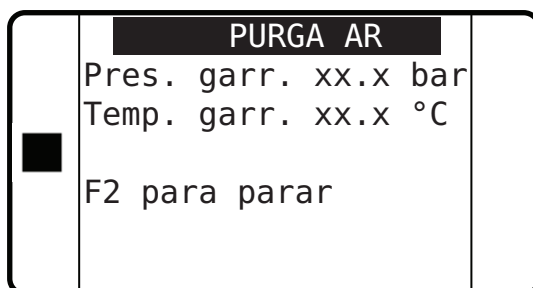 PURGA AR
Pres. garr. xx.x bar
Temp. garr. xx.x °C
F2 para parar